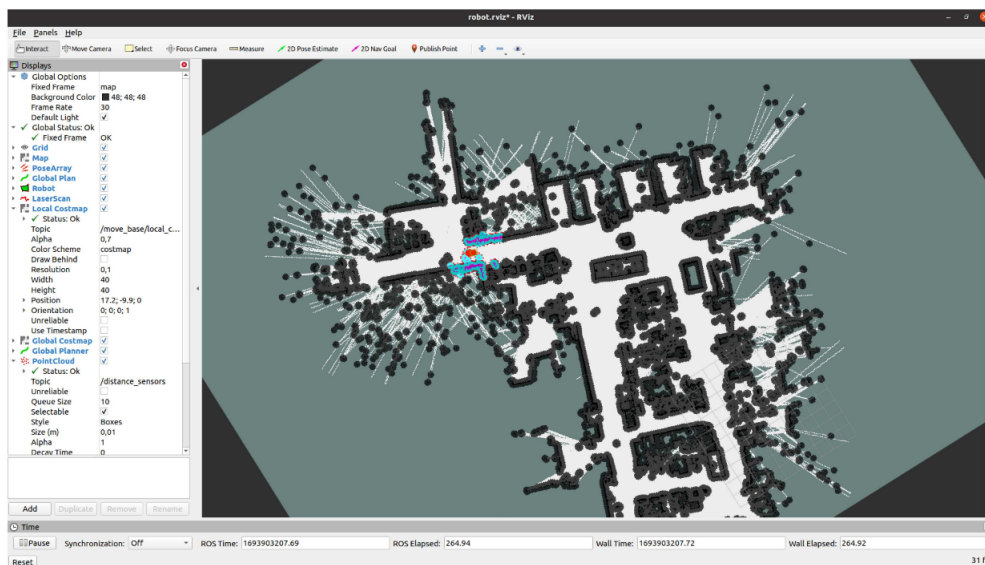 robot.rviz* - RViz
File Panels Help
Interact Move Camera Select Focus Camera Measure 2D Pose Estimate 2D Nav Goal Publish Point
Displays
Global Options
Fixed Frame map
Background Color 48; 48; 48
Frame Rate 30
Default Light
Global Status: Ok
Fixed Frame OK
Grid
Map
PoseArray
Global Plan
Robot
LaserScan
Local Costmap
Status: Ok
Topic /move_base/local_c...
Alpha 0,7
Color Scheme costmap
Draw Behind
Resolution 0,1
Width 40
Height 40
Position 17.2; -9.9; 0
Orientation 0; 0; 0; 1
Unreliable
Use Timestamp
Global Costmap
Global Planner
PointCloud
Status: Ok
Topic /distance_sensors
Unreliable
Queue Size 10
Selectable
Style Boxes
Size (m) 0,01
Alpha 1
Decay Time 0
Add Duplicate Remove Rename
Time
Pause Synchronization: Off ROS Time: 1693903207.69 ROS Elapsed: 264.94 Wall Time: 1693903207.72 Wall Elapsed: 264.92
Reset 31 f